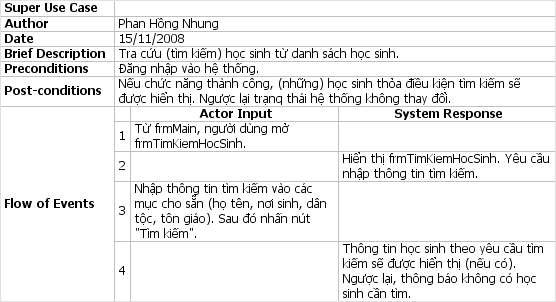 Super Use Case
Author Phan Hồng Nhung
Date 15/11/2008
Brief Description Tra cứu (tìm kiếm) học sinh từ danh sách học sinh.
Preconditions Đăng nhập vào hệ thống.
Post-conditions Nếu chức năng thành công, (những) học sinh thỏa điều kiện tìm kiếm sẽ
được hiển thị. Ngược lại trạng thái hệ thống không thay đổi.
Flow of Events
Actor Input System Response
1 Từ frmMain, người dùng mở
frmTimKiemHocSinh.
2 Hiển thị frmTimKiemHocSinh. Yêu cầu
nhập thông tin tìm kiếm.
3 Nhập thông tin tìm kiếm vào các
mục cho sẵn (họ tên, nơi sinh, dân
tộc, tôn giáo). Sau đó nhấn nút
"Tìm kiếm".
4 Thông tin học sinh theo yêu cầu tìm
kiếm sẽ được hiển thị (nếu có).
Ngược lại, thông báo không có học
sinh cần tìm.